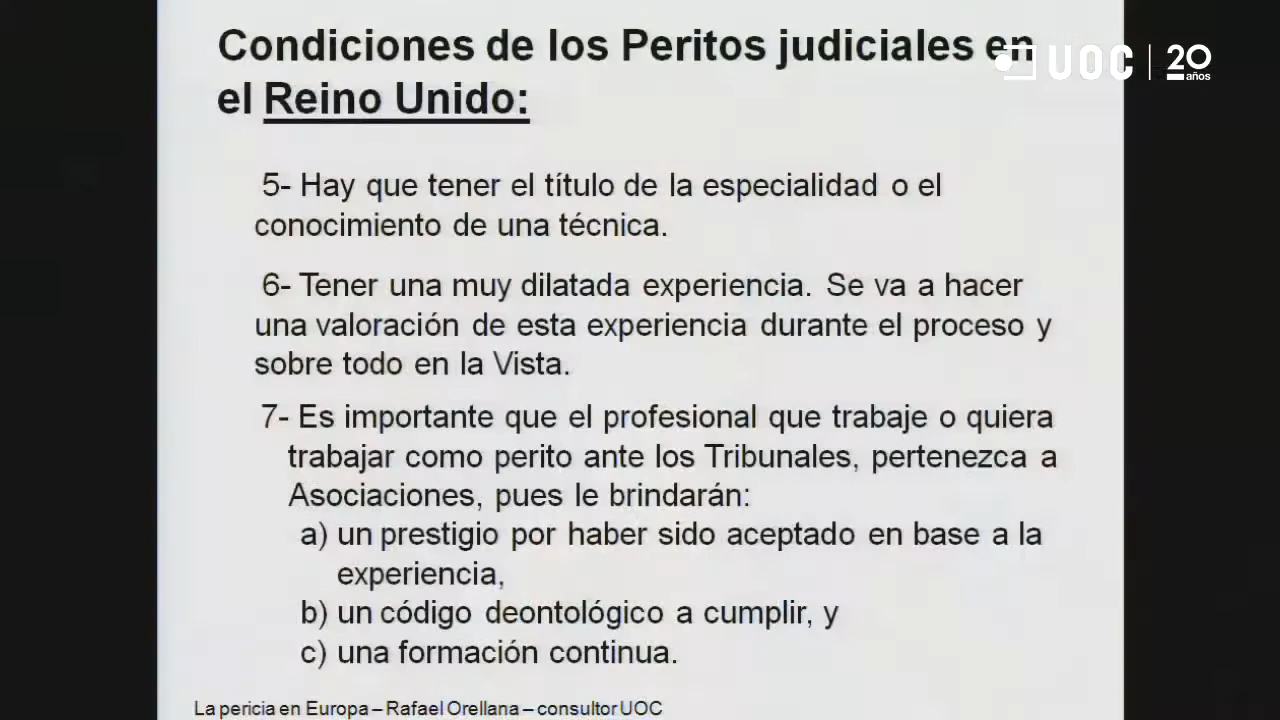 Condiciones de los Peritos judiciales en
el Reino Unido:
UOC | 20 años
5- Hay que tener el título de la especialidad o el
conocimiento de una técnica.
6- Tener una muy dilatada experiencia. Se va a hacer
una valoración de esta experiencia durante el proceso y
sobre todo en la Vista.
7- Es importante que el profesional que trabaje o quiera
trabajar como perito ante los Tribunales, pertenezca a
Asociaciones, pues le brindarán:
a) un prestigio por haber sido aceptado en base a la
experiencia,
b) un código deontológico a cumplir, y
c) una formación continua.
La pericia en Europa – Rafael Orellana – consultor UOC